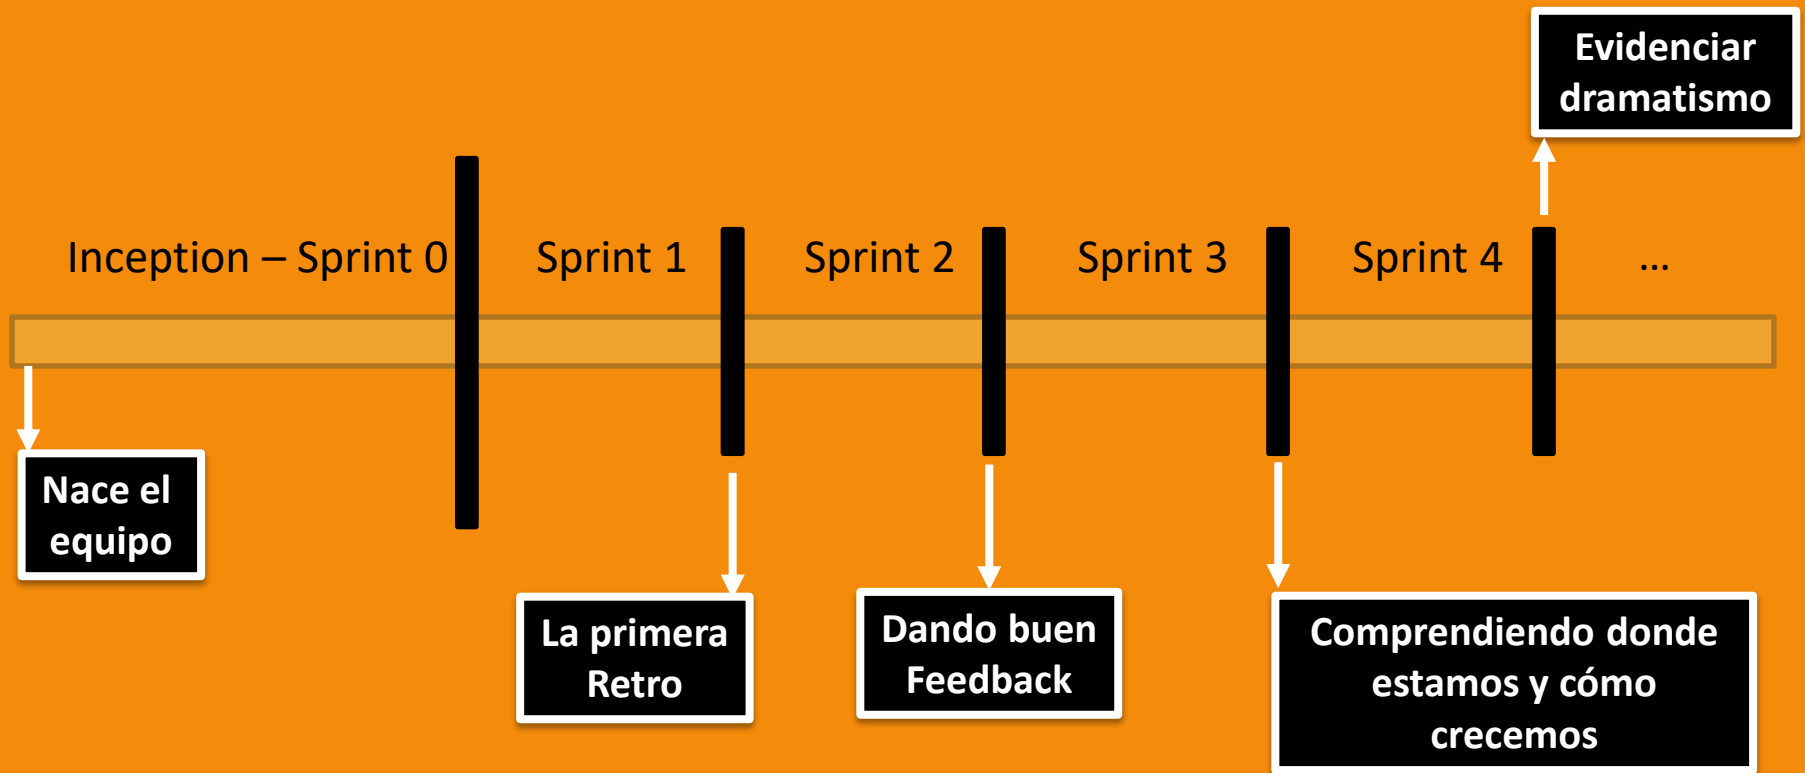 Evidenciar
dramatismo
Inception – Sprint 0
Sprint 1
Sprint 2
Sprint 3
Sprint 4
...
Nace el
equipo
La primera
Retro
Dando buen
Feedback
Comprendiendo donde
estamos y cómo
crecemos